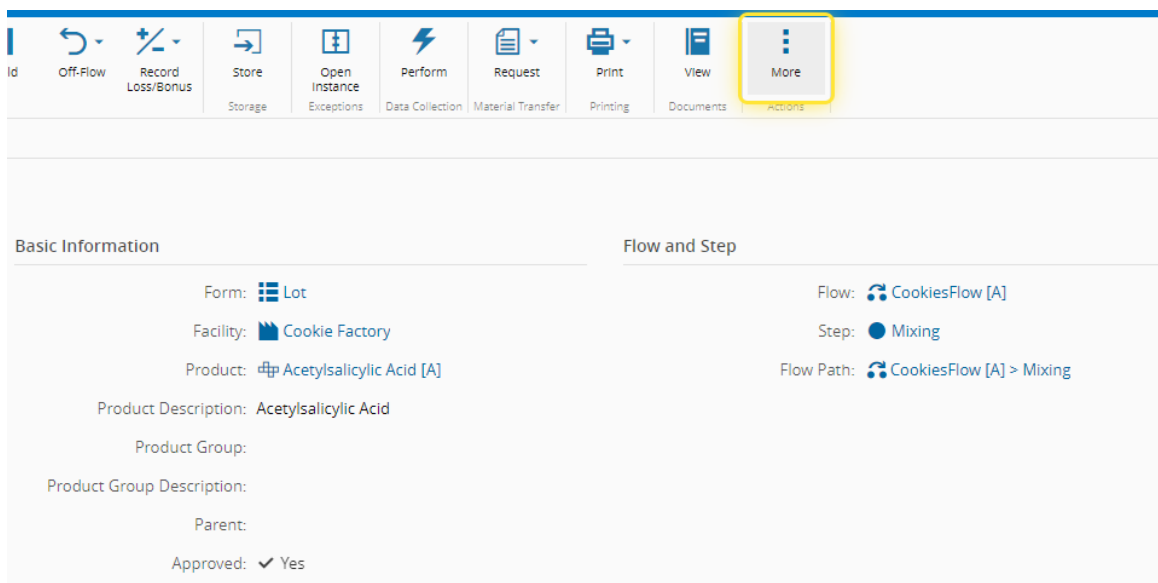 ld
Off-Flow
Record
Loss/Bonus
Store
Open
Instance
Perform
Request
Print
View
More
Storage
Exceptions
Data Collection
Material Transfer
Printing
Documents
Actions
Basic Information
Form: Lot
Facility: Cookie Factory
Product: Acetylsalicylic Acid [A]
Product Description: Acetylsalicylic Acid
Product Group:
Product Group Description:
Parent:
Approved: Yes
Flow and Step
Flow: CookiesFlow [A]
Step: Mixing
Flow Path: CookiesFlow [A] > Mixing